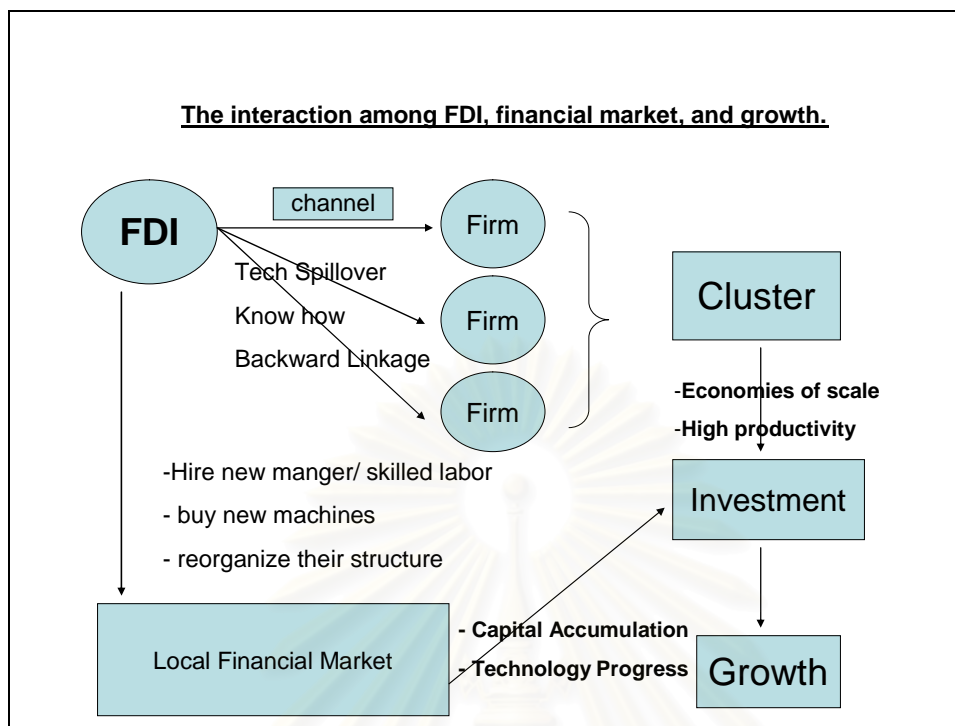 The interaction among FDI, financial market, and growth.
FDI
channel
Firm
Tech Spillover
Know how
Backward Linkage
Firm
Firm
Cluster
-Economies of scale
-High productivity
-Hire new manger/ skilled labor
- buy new machines
- reorganize their structure
Investment
Local Financial Market
- Capital Accumulation
- Technology Progress
Growth